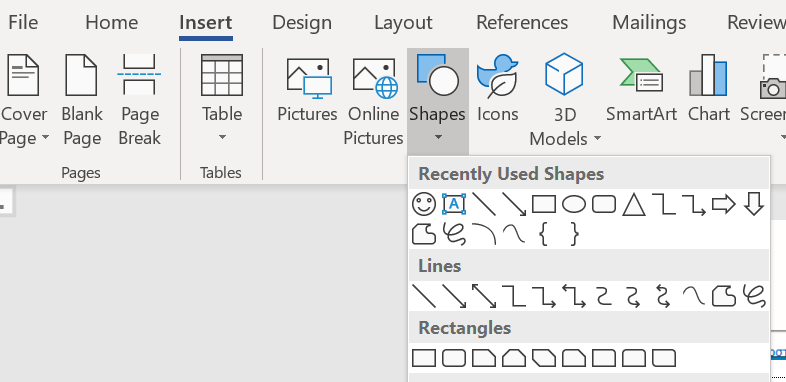 File Home Insert Design Layout References Mailings Review
Cover Page
Blank Page
Page Break
Table
Pictures
Online Pictures
Shapes
Icons
3D Models
SmartArt
Chart
Pages
Tables
Recently Used Shapes
A
Lines
Rectangles